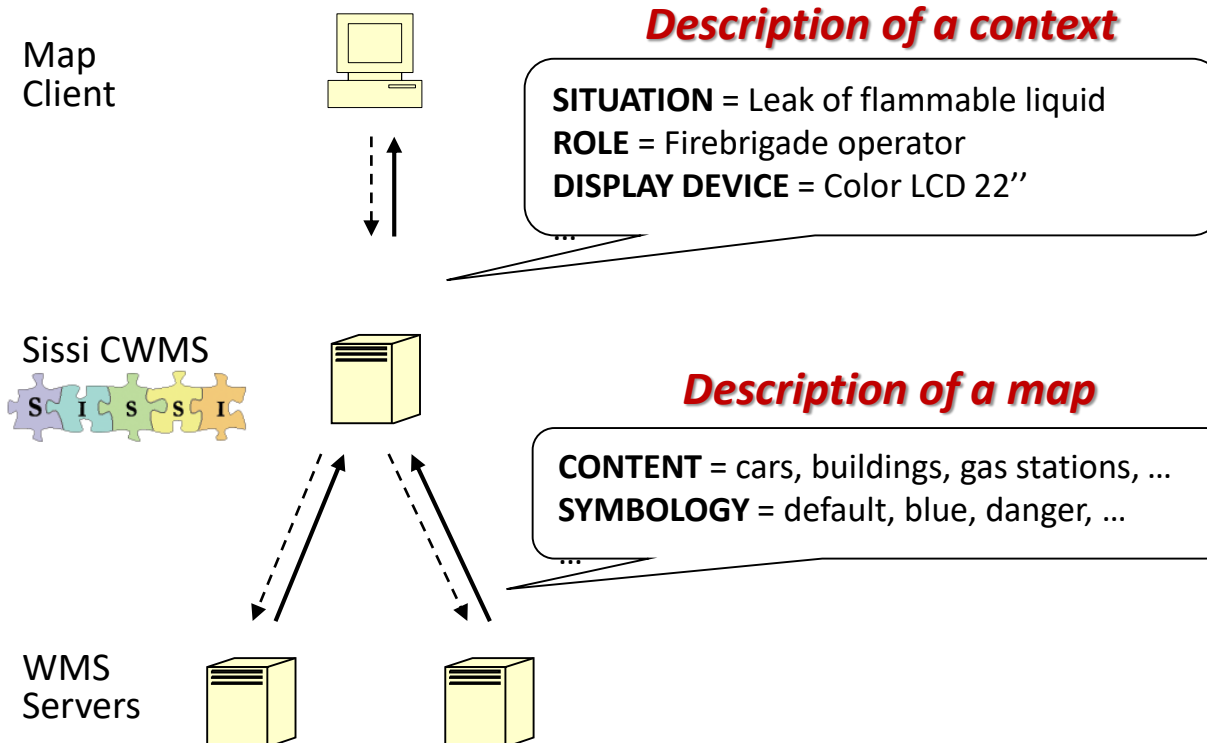 Description of a context
Map
Client
SITUATION = Leak of flammable liquid
ROLE = Firebrigade operator
DISPLAY DEVICE = Color LCD 22’’
...
Sissi CWMS
S I S S I
Description of a map
CONTENT = cars, buildings, gas stations, …
SYMBOLOGY = default, blue, danger, …
...
WMS
Servers